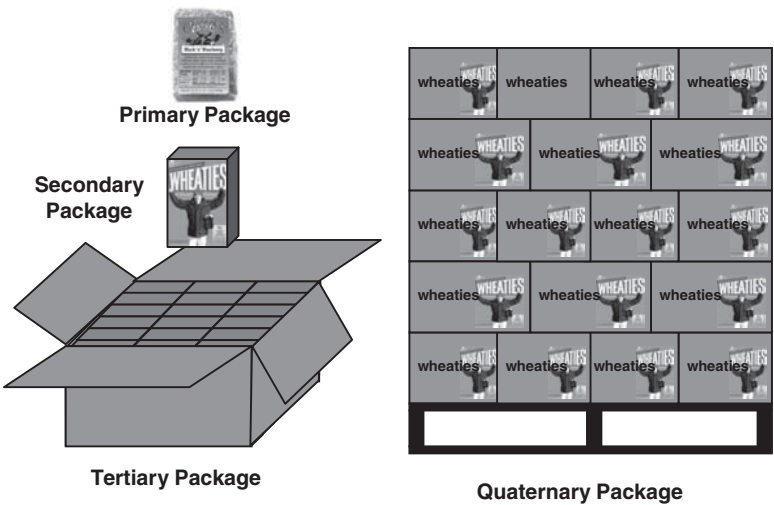 Primary Package
Secondary
Package
WHEATIES
Tertiary Package
wheaties wheaties wheaties wheaties
wheaties wheaties wheaties
wheaties wheaties wheaties wheaties
wheaties wheaties wheaties
wheaties wheaties wheaties wheaties
Quaternary Package